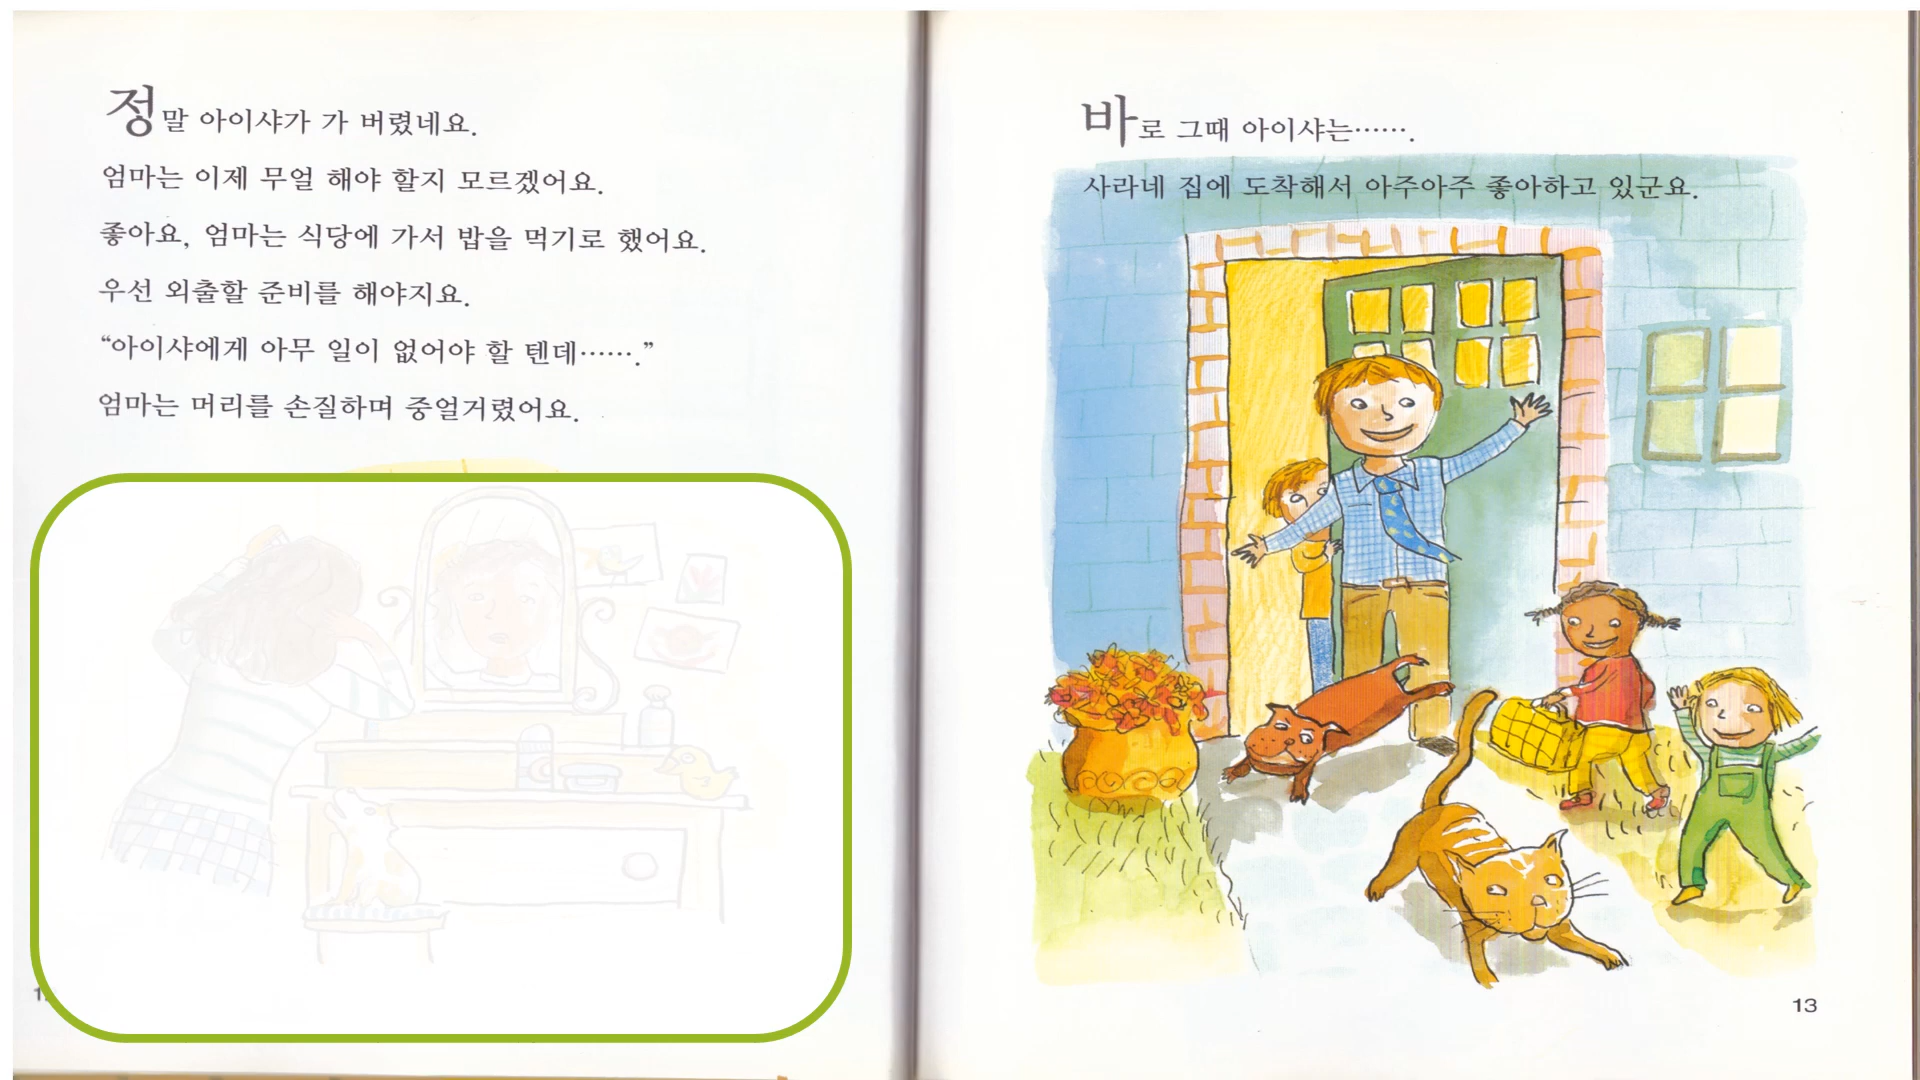 정말 아이샤가 가 버렸네요.
엄마는 이제 무얼 해야 할지 모르겠어요.
좋아요, 엄마는 식당에 가서 밥을 먹기로 했어요.
우선 외출할 준비를 해야지요.
“아이샤에게 아무 일이 없어야 할 텐데…….”
엄마는 머리를 손질하며 중얼거렸어요.
바로 그때 아이샤는…….
사라네 집에 도착해서 아주아주 좋아하고 있군요.
13